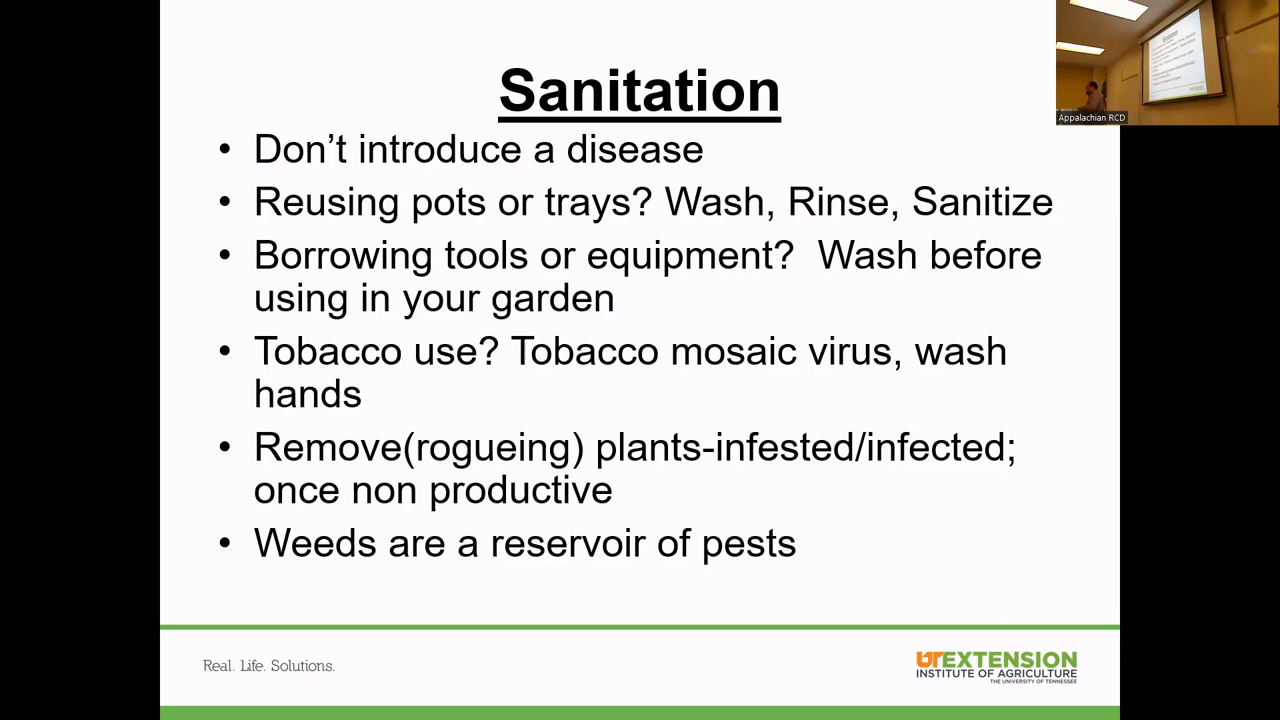 Sanitation
• Don’t introduce a disease
• Reusing pots or trays? Wash, Rinse, Sanitize
• Borrowing tools or equipment?  Wash before
using in your garden
• Tobacco use? Tobacco mosaic virus, wash
hands
• Remove(rogueing) plants-infested/infected;
once non productive
• Weeds are a reservoir of pests
Real. Life. Solutions.
UTEXTENSION
INSTITUTE OF AGRICULTURE
THE UNIVERSITY OF TENNESSEE
Sanitation
Appalachian RCD